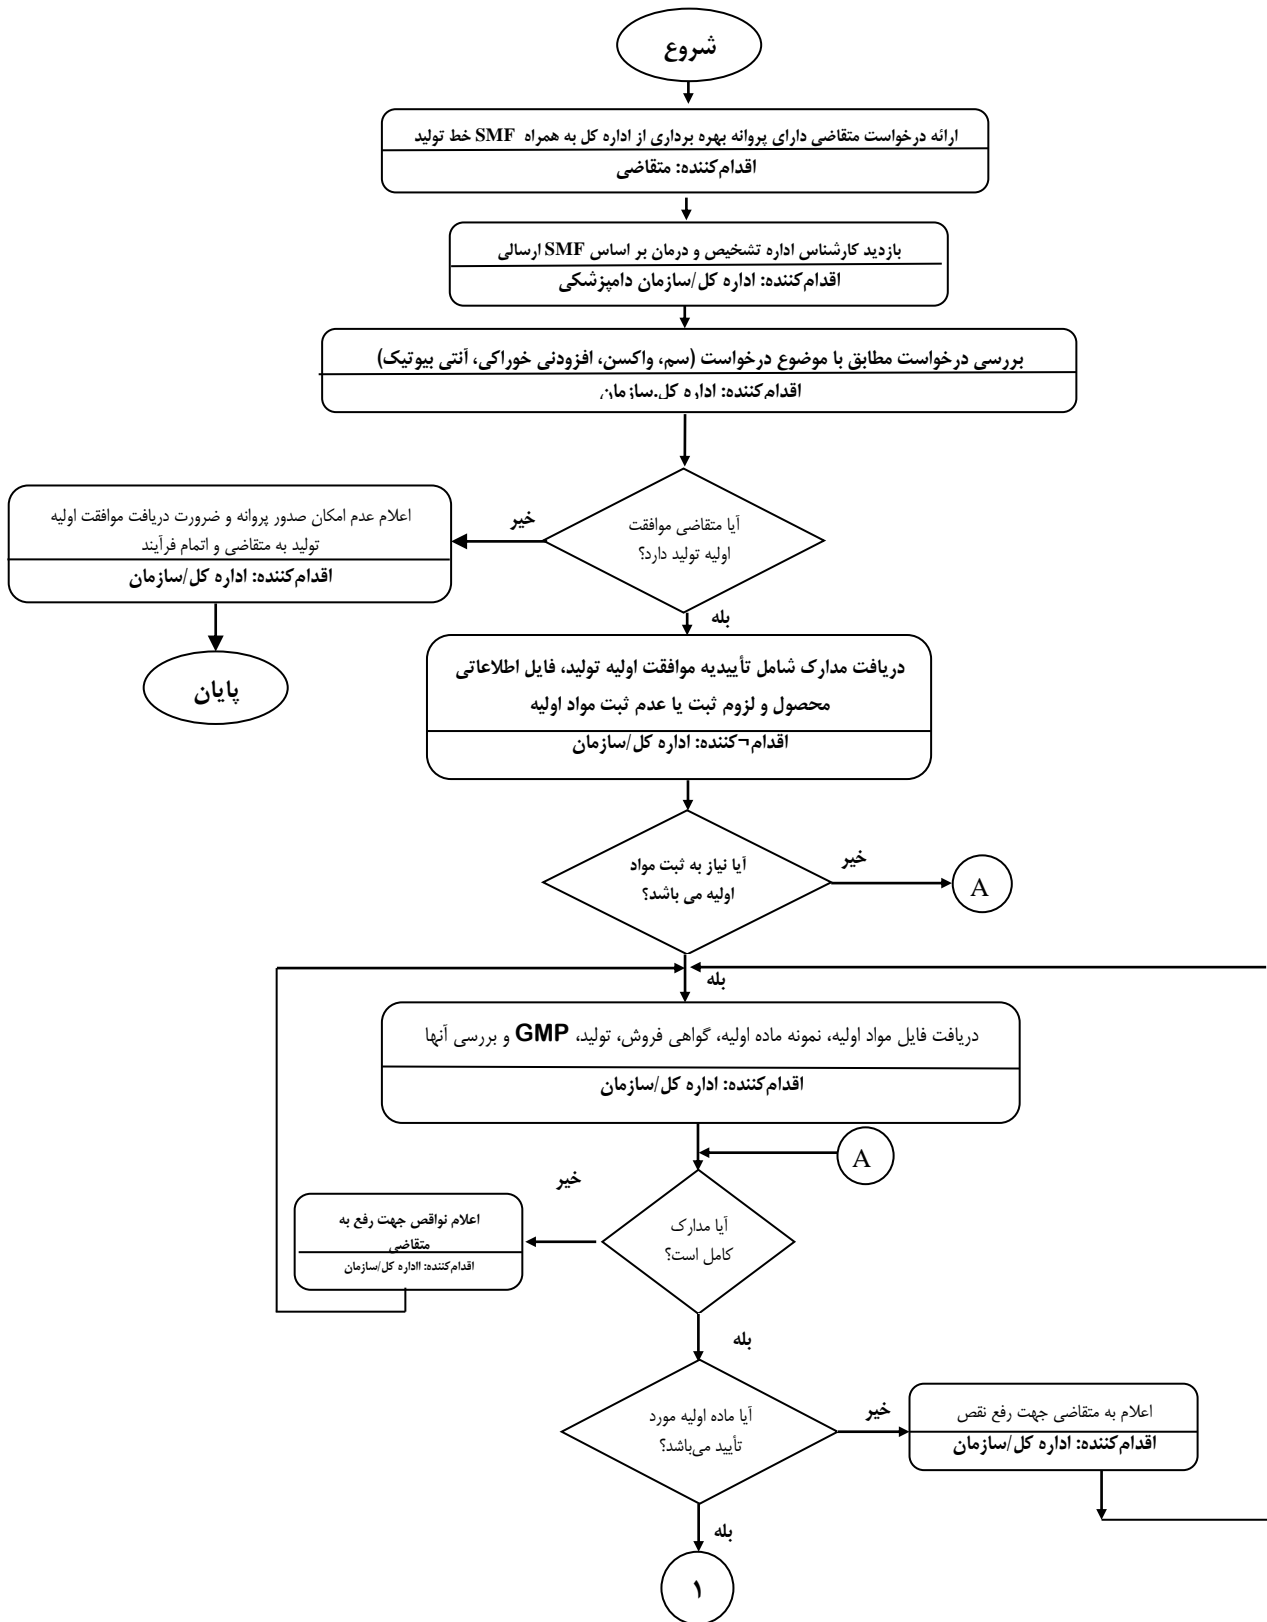 شروع
ارائه درخواست متقاضی دارای پروانه بهره برداری از اداره کل به همراه SMF خط تولید
اقدام‌کننده: متقاضی
بازدید کارشناس اداره تشخیص و درمان بر اساس SMF ارسالی
اقدام‌کننده: اداره کل/سازمان دامپزشکی
بررسی درخواست مطابق با موضوع درخواست (سم، واکسن، افزودنی خوراکی، آنتی بیوتیک)
اقدام‌کننده: اداره کل.سازمان
آیا متقاضی موافقت
اولیه تولید دارد؟
خیر
اعلام عدم امکان صدور پروانه و ضرورت دریافت موافقت اولیه
تولید به متقاضی و اتمام فرآیند
اقدام‌کننده: اداره کل/سازمان
پایان
بله
دریافت مدارک شامل تأییدیه موافقت اولیه تولید، فایل اطلاعاتی
محصول و لزوم ثبت یا عدم ثبت مواد اولیه
اقدام¬کننده: اداره کل/سازمان
آیا نیاز به ثبت مواد
اولیه می باشد؟
خیر
A
بله
دریافت فایل مواد اولیه، نمونه ماده اولیه، گواهی فروش، تولید، GMP و بررسی آنها
اقدام‌کننده: اداره کل/سازمان
A
آیا مدارک
کامل است؟
خیر
اعلام نواقص جهت رفع به
متقاضی
اقدام‌کننده: ااداره کل/سازمان
بله
آیا ماده اولیه مورد
تأیید می‌باشد؟
خیر
اعلام به متقاضی جهت رفع نقص
اقدام‌کننده: اداره کل/سازمان
بله
۱